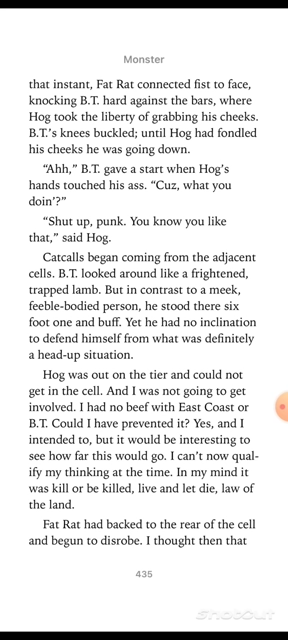 Monster
that instant, Fat Rat connected fist to face,
knocking B.T. hard against the bars, where
Hog took the liberty of grabbing his cheeks.
B.T.’s knees buckled; until Hog had fondled
his cheeks he was going down.
“Ahh,” B.T. gave a start when Hog’s
hands touched his ass. “Cuz, what you
doin’?”
“Shut up, punk. You know you like
that,” said Hog.
Catcalls began coming from the adjacent
cells. B.T. looked around like a frightened,
trapped lamb. But in contrast to a meek,
feeble-bodied person, he stood there six
foot one and buff. Yet he had no inclination
to defend himself from what was definitely
a head-up situation.
Hog was out on the tier and could not
get in the cell. And I was not going to get
involved. I had no beef with East Coast or
B.T. Could I have prevented it? Yes, and I
intended to, but it would be interesting to
see how far this would go. I can’t now qual-
ify my thinking at the time. In my mind it
was kill or be killed, live and let die, law of
the land.
Fat Rat had backed to the rear of the cell
and begun to disrobe. I thought then that
435
ShotOut